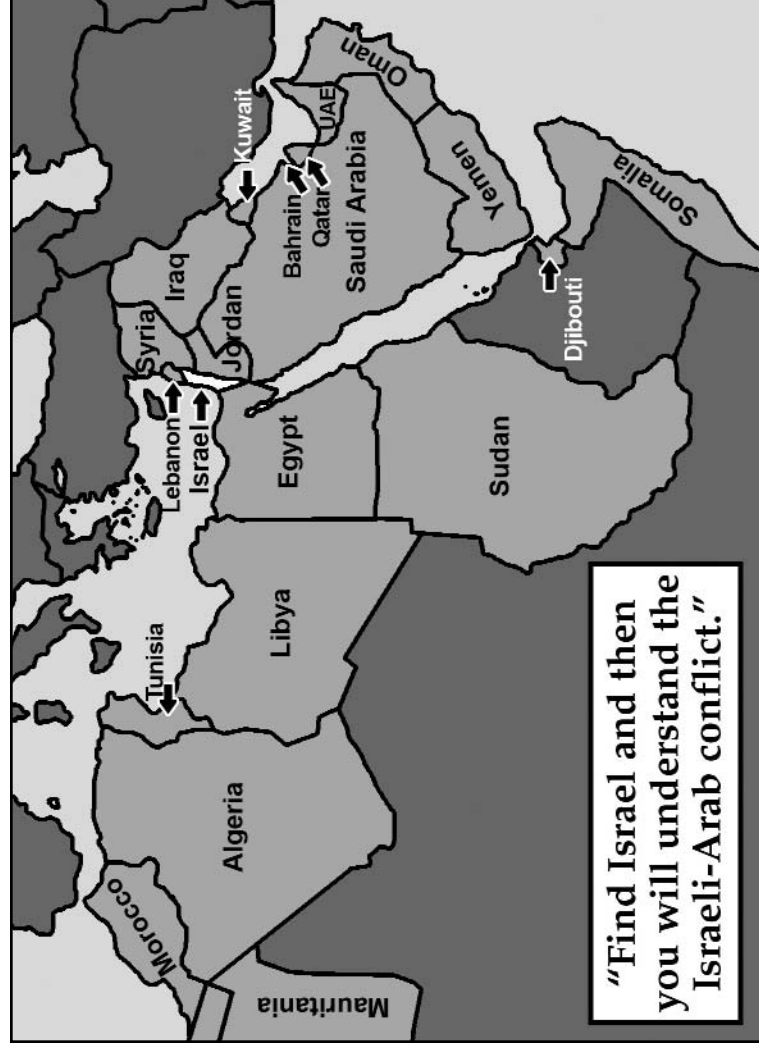 Morocco
Algeria
Tunisia
Libya
Egypt
Sudan
Mauritania
Lebanon
Israel
Syria
Jordan
Iraq
Kuwait
Bahrain
Qatar
Saudi Arabia
UAE
Oman
Yemen
Djibouti
Somalia
"Find Israel and then
you will understand the
Israeli-Arab conflict."